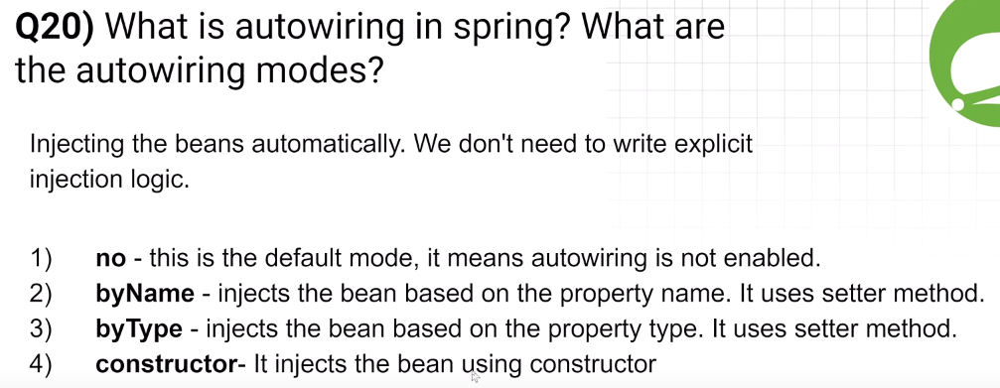 Q20) What is autowiring in spring? What are
the autowiring modes?
Injecting the beans automatically. We don't need to write explicit
injection logic.
1) no - this is the default mode, it means autowiring is not enabled.
2) byName - injects the bean based on the property name. It uses setter method.
3) byType - injects the bean based on the property type. It uses setter method.
4) constructor- It injects the bean using constructor